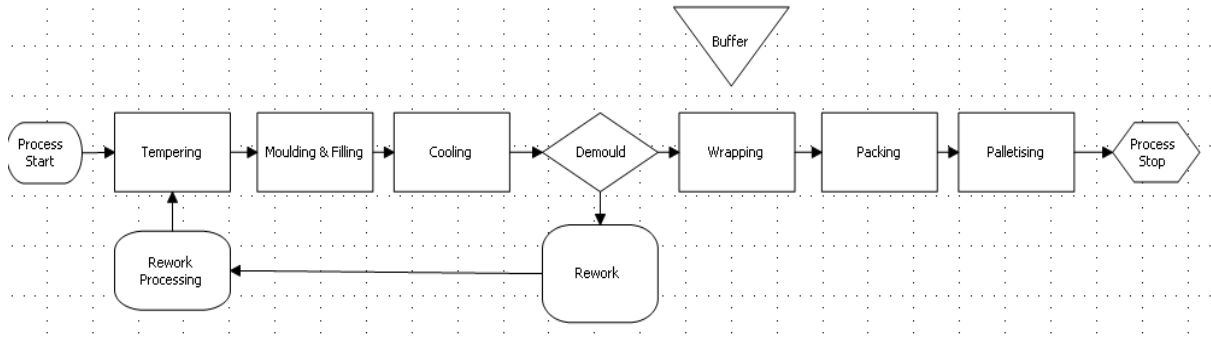 Buffer
Process
Start
Tempering
Moulding & Filling
Cooling
Demould
Wrapping
Packing
Palletising
Process
Stop
Rework
Processing
Rework